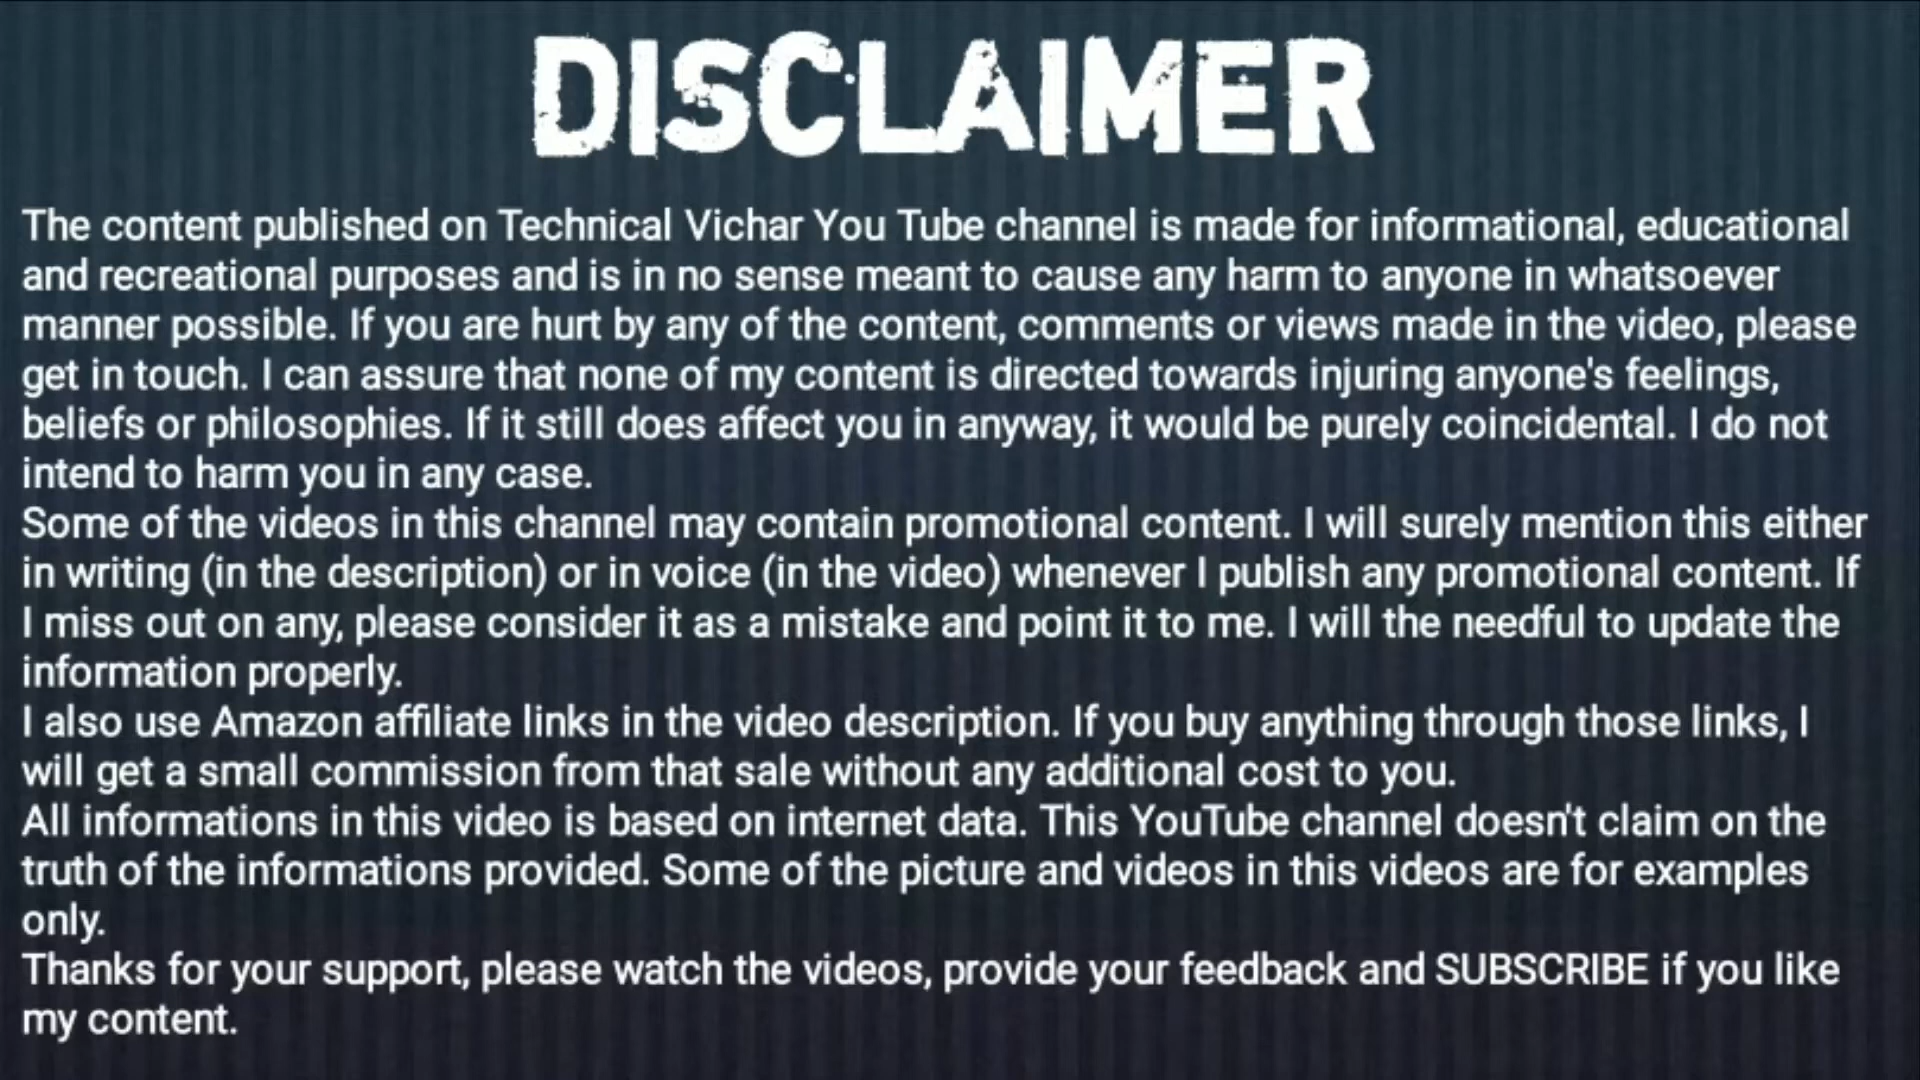 DISCLAIMER
The content published on Technical Vichar You Tube channel is made for informational, educational
and recreational purposes and is in no sense meant to cause any harm to anyone in whatsoever
manner possible. If you are hurt by any of the content, comments or views made in the video, please
get in touch. I can assure that none of my content is directed towards injuring anyone's feelings,
beliefs or philosophies. If it still does affect you in anyway, it would be purely coincidental. I do not
intend to harm you in any case.
Some of the videos in this channel may contain promotional content. I will surely mention this either
in writing (in the description) or in voice (in the video) whenever I publish any promotional content. If
I miss out on any, please consider it as a mistake and point it to me. I will the needful to update the
information properly.
I also use Amazon affiliate links in the video description. If you buy anything through those links, I
will get a small commission from that sale without any additional cost to you.
All informations in this video is based on internet data. This YouTube channel doesn't claim on the
truth of the informations provided. Some of the picture and videos in this videos are for examples
only.
Thanks for your support, please watch the videos, provide your feedback and SUBSCRIBE if you like
my content.